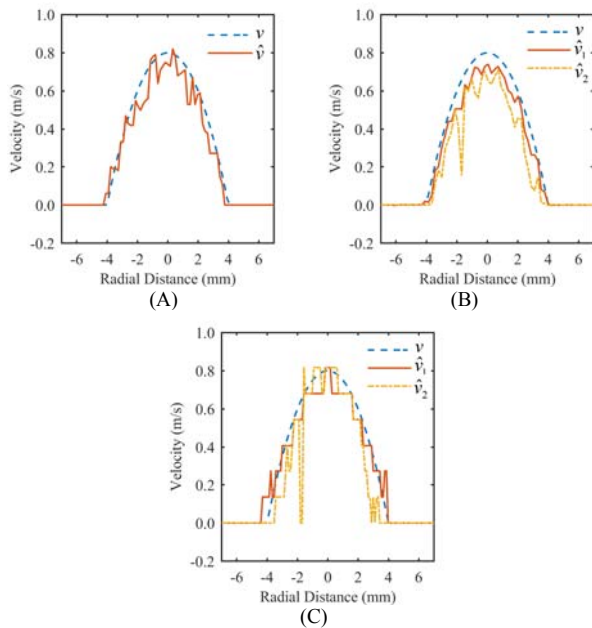 1.0
0.8
0.6
0.4
0.2
0.0
-0.2
Velocity (m/s)
v
v̂
-6 -4 -2 0 2 4 6
Radial Distance (mm)
(A)
1.0
0.8
0.6
0.4
0.2
0.0
-0.2
Velocity (m/s)
v
v̂₁
v̂₂
-6 -4 -2 0 2 4 6
Radial Distance (mm)
(B)
1.0
0.8
0.6
0.4
0.2
0.0
-0.2
Velocity (m/s)
v
v̂₁
v̂₂
-6 -4 -2 0 2 4 6
Radial Distance (mm)
(C)